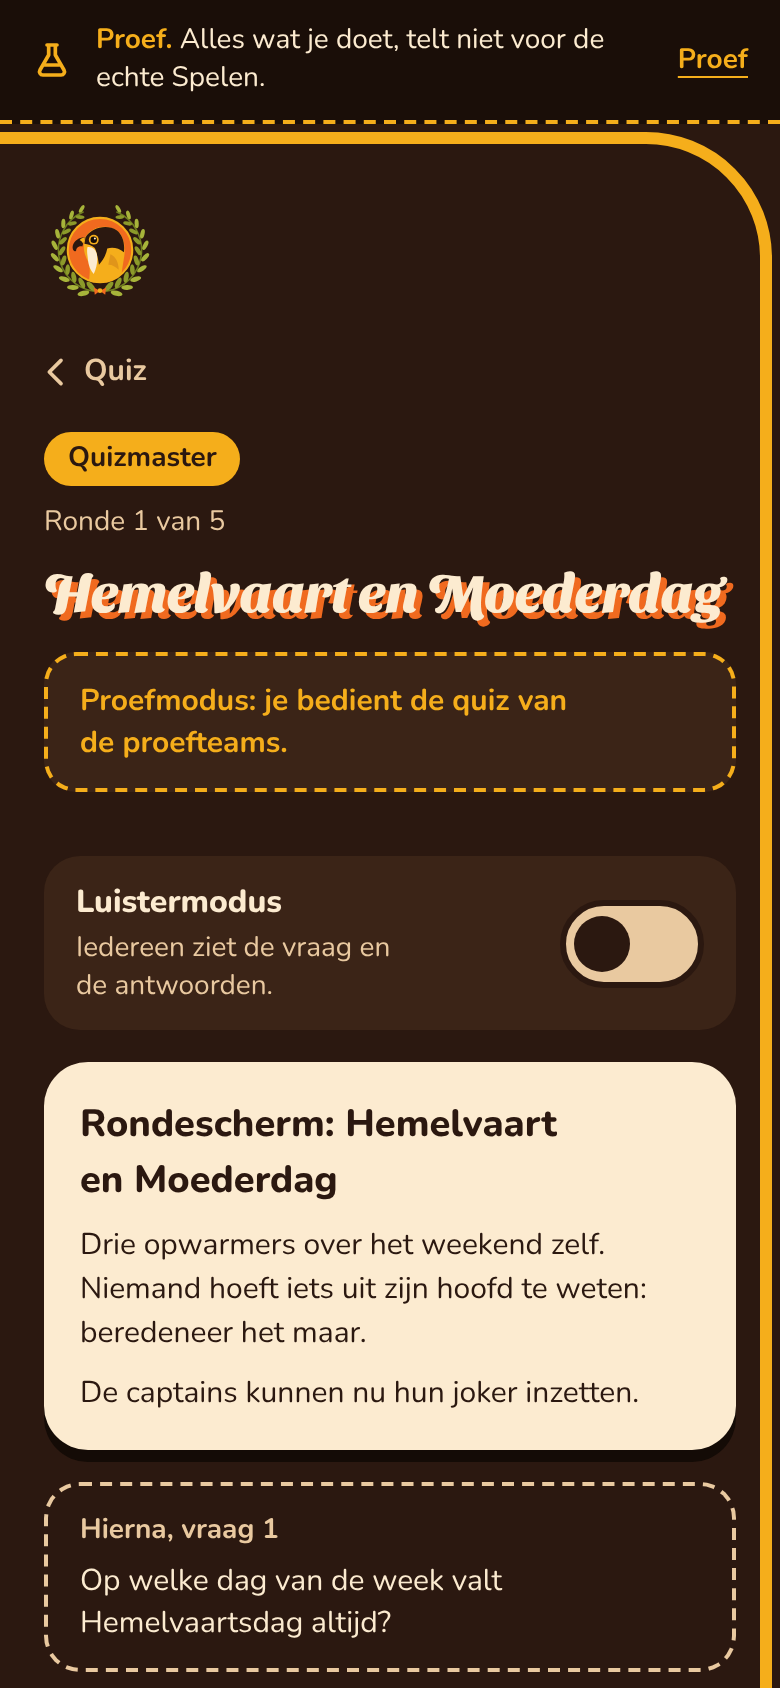 Proef. Alles wat je doet, telt niet voor de
echte Spelen.
Proef
Quiz
Quizmaster
Ronde 1 van 5
Hemelvaart en Moederdag
Proefmodus: je bedient de quiz van
de proefteams.
Luistermodus
Iedereen ziet de vraag en
de antwoorden.
Rondescherm: Hemelvaart
en Moederdag
Drie opwarmers over het weekend zelf.
Niemand hoeft iets uit zijn hoofd te weten:
beredeneer het maar.
De captains kunnen nu hun joker inzetten.
Hierna, vraag 1
Op welke dag van de week valt
Hemelvaartsdag altijd?